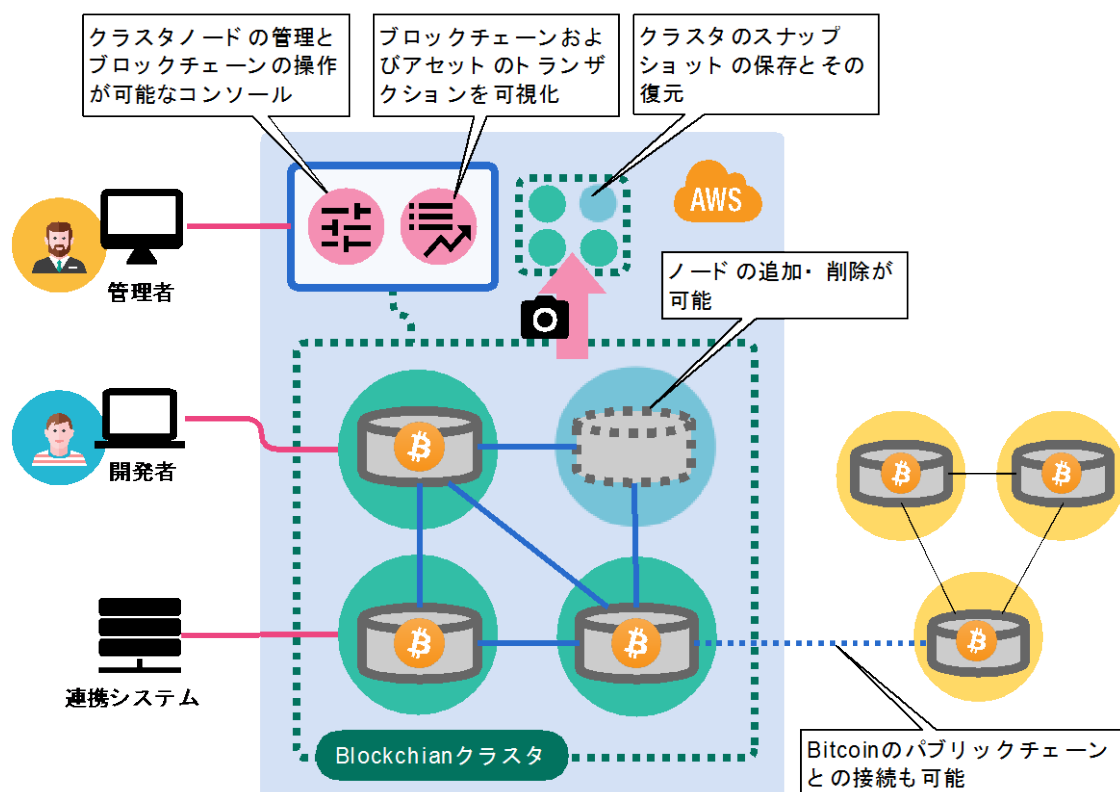 クラスタノードの管理と
ブロックチェーンの操作
が可能なコンソール
ブロックチェーンおよ
びアセットのトランザ
クションを可視化
クラスタのスナップ
ショットの保存とその
復元
AWS
管理者
ノードの追加・削除が
可能
開発者
連携システム
Blockchianクラスタ
Bitcoinのパブリックチェーン
との接続も可能